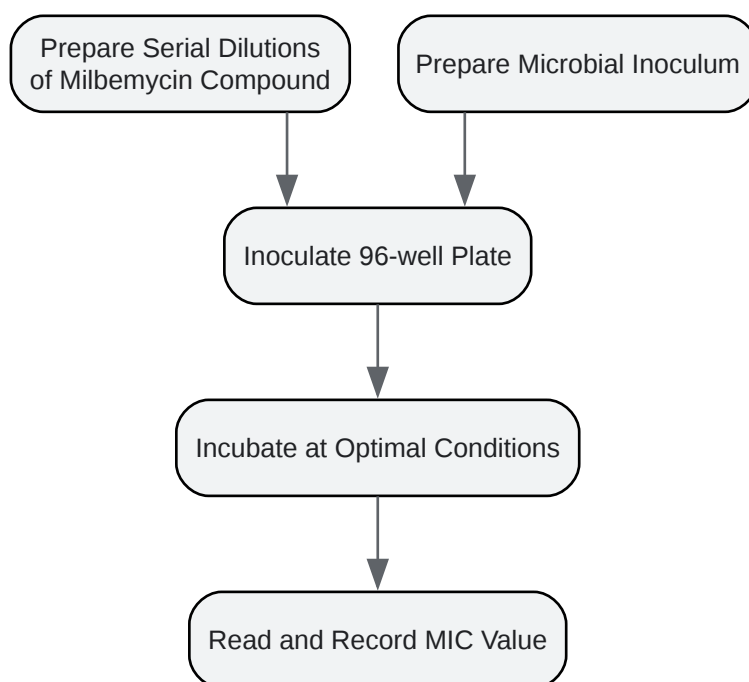 Prepare Serial Dilutions
of Milbemycin Compound
Prepare Microbial Inoculum
Inoculate 96-well Plate
Incubate at Optimal Conditions
Read and Record MIC Value